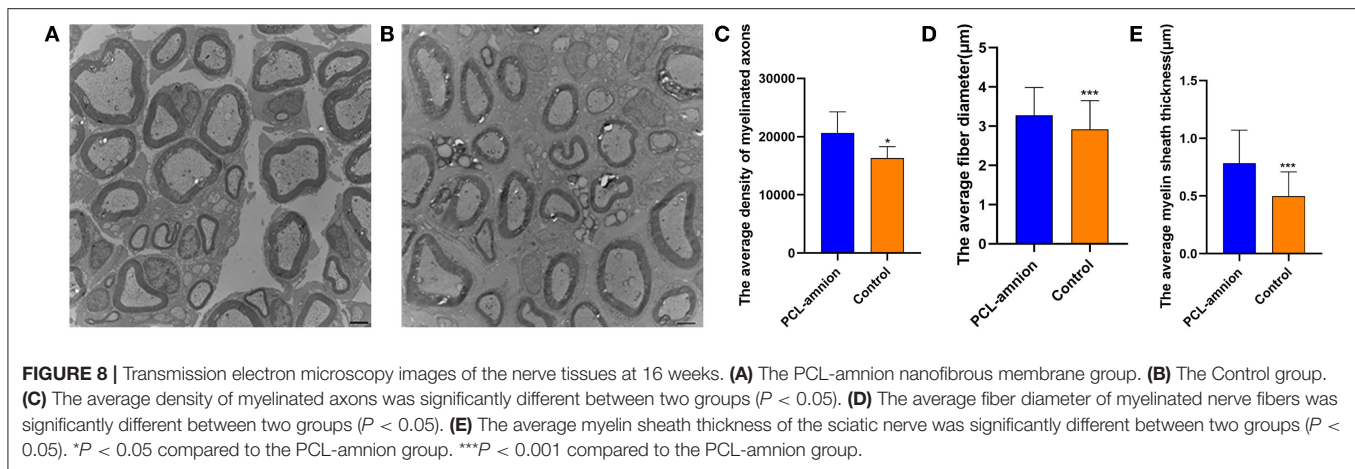 A
B
C
The average density of myelinated axons
30000
20000
10000
0
*
PCL-amnion
Control
D
The average fiber diameter(μm)
5
4
3
2
1
0
***
PCL-amnion
Control
E
The average myelin sheath thickness(μm)
1.5
1.0
0.5
0.0
***
PCL-amnion
Control
FIGURE 8 | Transmission electron microscopy images of the nerve tissues at 16 weeks. (A) The PCL-amnion nanofibrous membrane group. (B) The Control group.
(C) The average density of myelinated axons was significantly different between two groups (P < 0.05). (D) The average fiber diameter of myelinated nerve fibers was
significantly different between two groups (P < 0.05). (E) The average myelin sheath thickness of the sciatic nerve was significantly different between two groups (P <
0.05). *P < 0.05 compared to the PCL-amnion group. ***P < 0.001 compared to the PCL-amnion group.